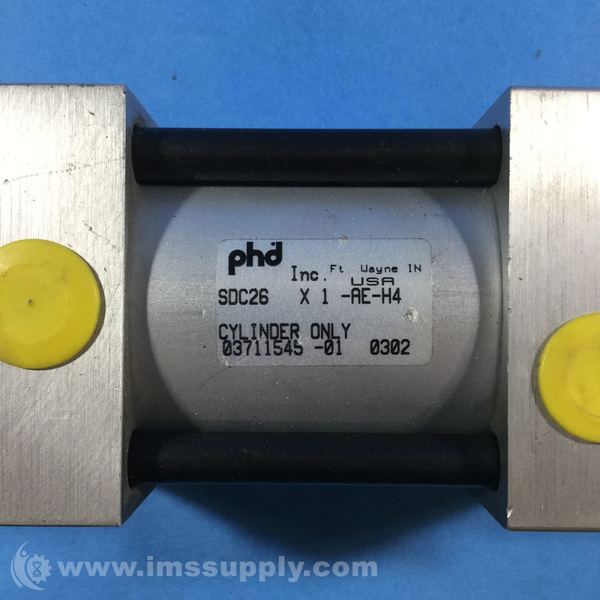 phd
Inc. Ft. Wayne IN
USA
SDC26 X 1 -AE-H4
CYLINDER ONLY
03711545 -01 0302
www.imssupply.com